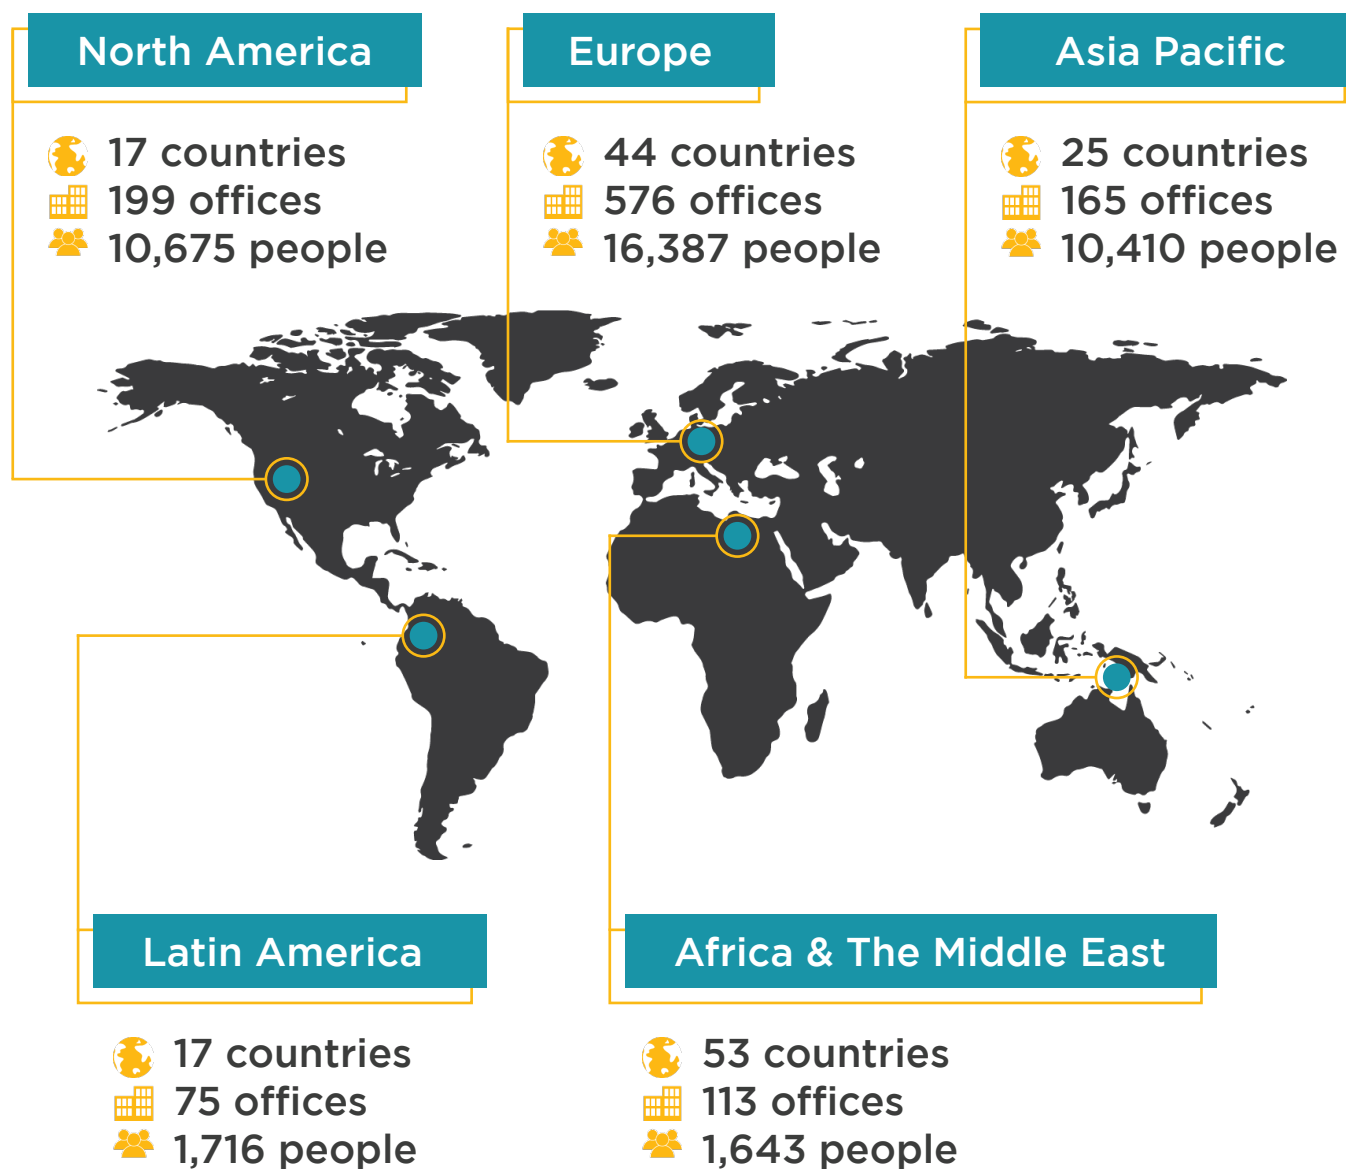 North America
17 countries
199 offices
10,675 people
Europe
44 countries
576 offices
16,387 people
Asia Pacific
25 countries
165 offices
10,410 people
Latin America
17 countries
75 offices
1,716 people
Africa & The Middle East
53 countries
113 offices
1,643 people